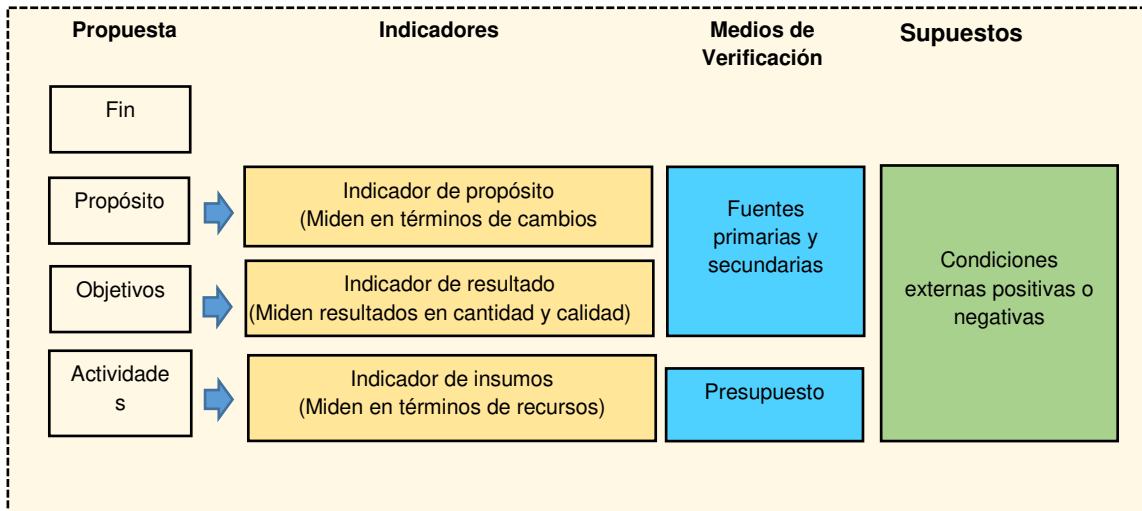 Propuesta
Indicadores
Medios de
Verificación
Supuestos
Fin
Propósito
Indicador de propósito
(Miden en términos de cambios
Fuentes
primarias y
secundarias
Condiciones
externas positivas o
negativas
Objetivos
Indicador de resultado
(Miden resultados en cantidad y calidad)
Actividade
s
Indicador de insumos
(Miden en términos de recursos)
Presupuesto